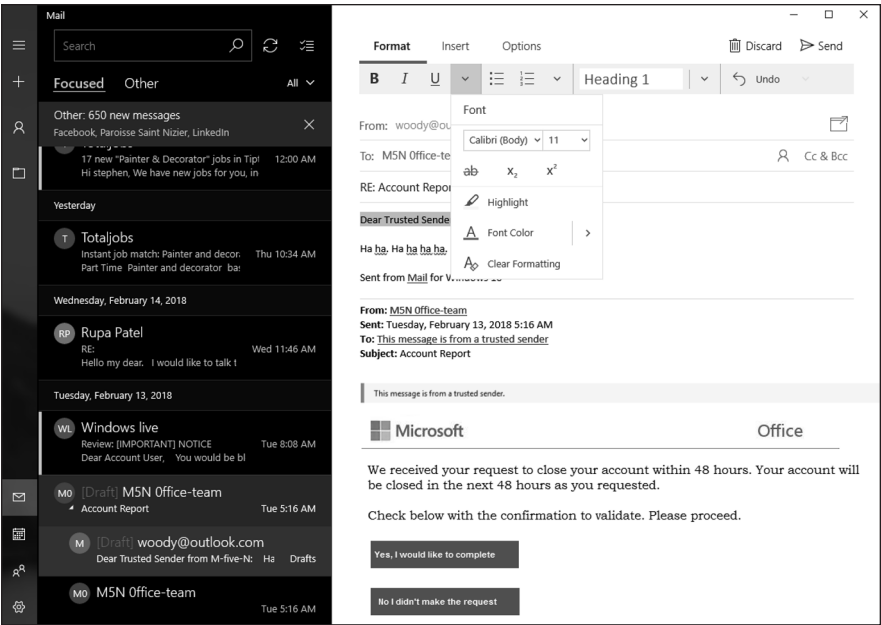 Mail
Search
Focused Other All
Other: 650 new messages
Facebook, Paroisse Saint Nizier, LinkedIn
Totaljobs
17 new "Painter & Decorator" jobs in Tip 12:00 AM
Hi stephen, We have new jobs for you, in
Yesterday
T Totaljobs
Instant job match: Painter and decor Thu 10:34 AM
Part Time Painter and decorator bas
Wednesday, February 14, 2018
RP Rupa Patel
RE: Wed 11:46 AM
Hello my dear. I would like to talk t
Tuesday, February 13, 2018
WL Windows live
Review: [IMPORTANT] NOTICE Tue 8:08 AM
Dear Account User, You would be bl
M0 [Draft] M5N 0ffice-team
Account Report Tue 5:16 AM
M [Draft] woody@outlook.com
Dear Trusted Sender from M-five-N: Ha Drafts
M0 M5N 0ffice-team
Tue 5:16 AM
Format Insert Options Discard Send
B I U Heading 1 Undo
Font
Calibri (Body) 11
ab x₂ x²
Highlight
A Font Color
A Clear Formatting
From: woody@ou
To: M5N 0ffice-te Cc & Bcc
RE: Account Repor
Dear Trusted Sende
Ha ha. Ha ha ha ha.
Sent from Mail for Windows 10
From: M5N 0ffice-team
Sent: Tuesday, February 13, 2018 5:16 AM
To: This message is from a trusted sender
Subject: Account Report
This message is from a trusted sender.
Microsoft Office
We received your request to close your account within 48 hours. Your account will
be closed in the next 48 hours as you requested.
Check below with the confirmation to validate. Please proceed.
Yes, I would like to complete
No I didn't make the request